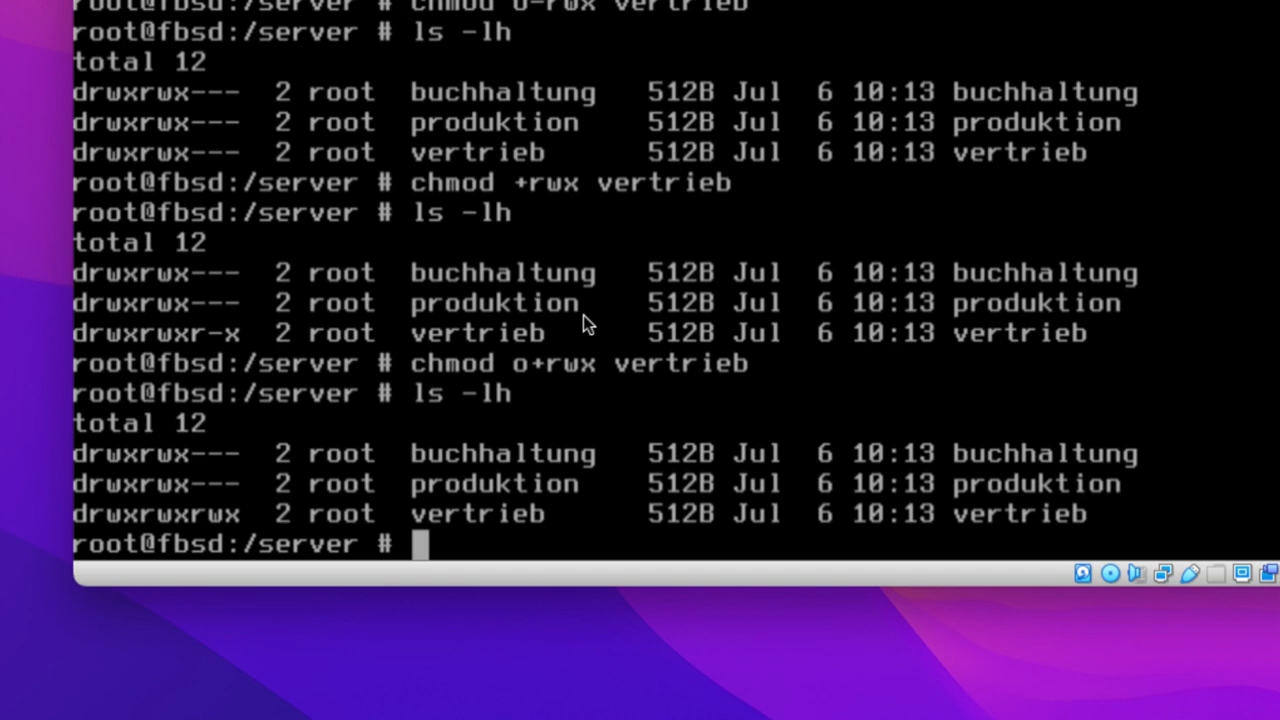 root@fbsd:/server # chmod o-rwx vertrieb
root@fbsd:/server # ls -lh
total 12
drwxrwx---  2 root  buchhaltung   512B Jul  6 10:13 buchhaltung
drwxrwx---  2 root  produktion    512B Jul  6 10:13 produktion
drwxrwx---  2 root  vertrieb      512B Jul  6 10:13 vertrieb
root@fbsd:/server # chmod +rwx vertrieb
root@fbsd:/server # ls -lh
total 12
drwxrwx---  2 root  buchhaltung   512B Jul  6 10:13 buchhaltung
drwxrwx---  2 root  produktion    512B Jul  6 10:13 produktion
drwxrwxr-x  2 root  vertrieb      512B Jul  6 10:13 vertrieb
root@fbsd:/server # chmod o+rwx vertrieb
root@fbsd:/server # ls -lh
total 12
drwxrwx---  2 root  buchhaltung   512B Jul  6 10:13 buchhaltung
drwxrwx---  2 root  produktion    512B Jul  6 10:13 produktion
drwxrwxrwx  2 root  vertrieb      512B Jul  6 10:13 vertrieb
root@fbsd:/server #